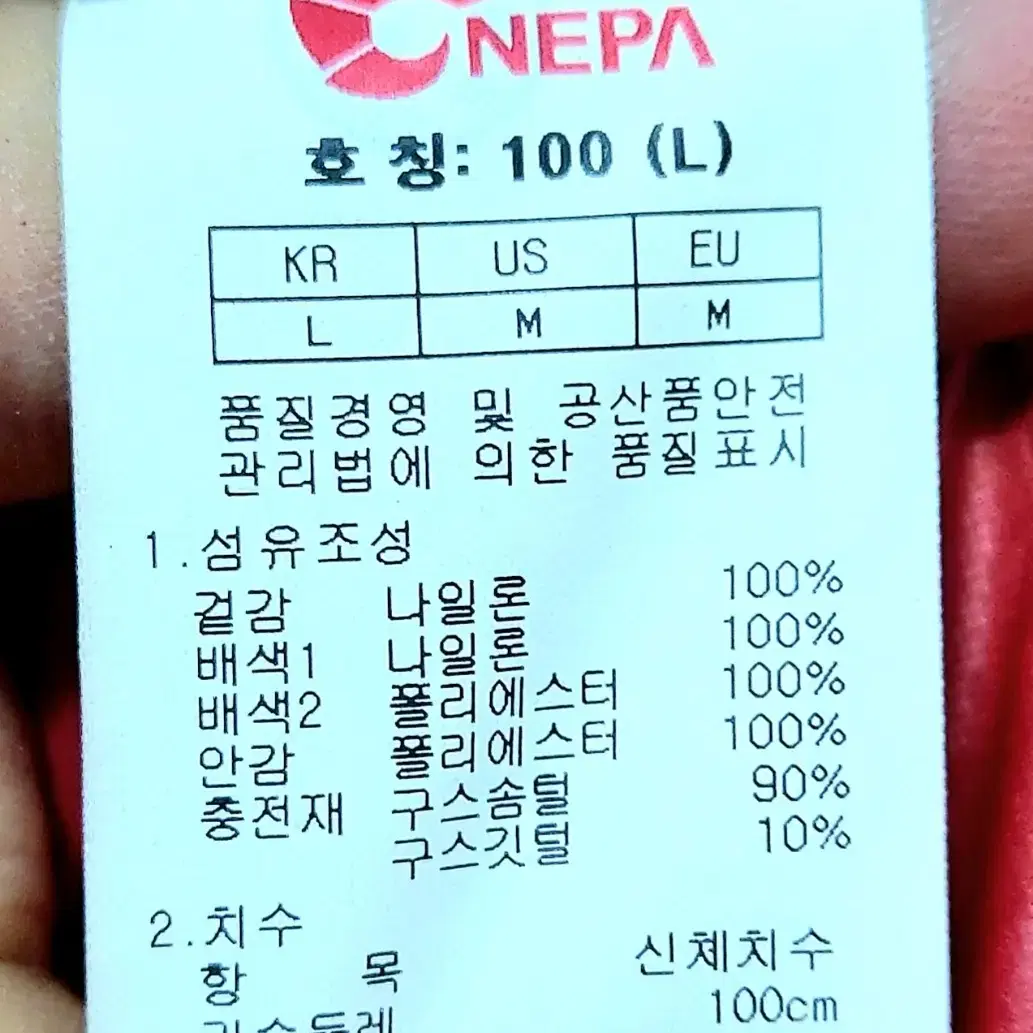 NEPA
호 칭: 100 (L)
KR US EU
L M M
품질경영 및 공산품안전
관리법에 의한 품질표시
1.섬유조성
겉감 나일론 100%
배색1 나일론 100%
배색2 폴리에스터 100%
안감 폴리에스터 100%
충전재 구스솜털 90%
구스깃털 10%
2.치수
항 목 신체치수
가슴둘레 100cm